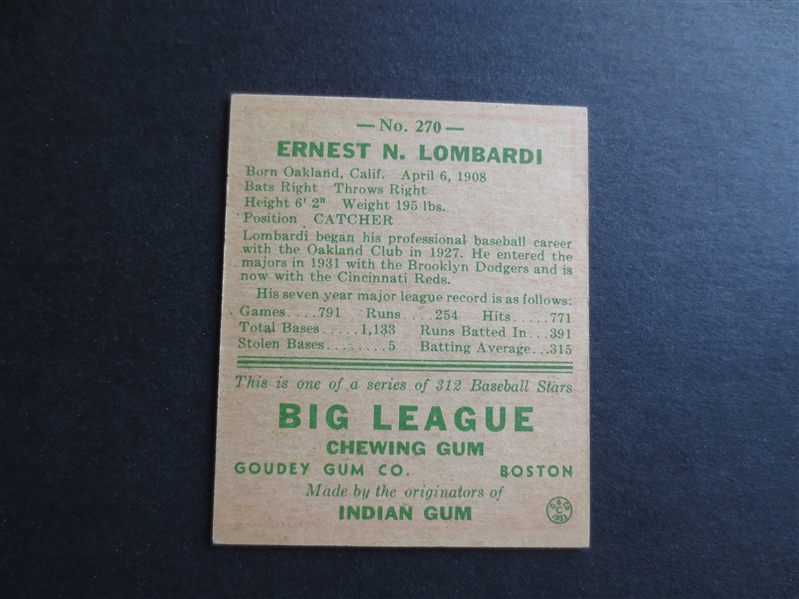 — No. 270 —
ERNEST N. LOMBARDI
Born Oakland, Calif. April 6, 1908
Bats Right Throws Right
Height 6' 2" Weight 195 lbs.
Position CATCHER
Lombardi began his professional baseball career
with the Oakland Club in 1927. He entered the
majors in 1931 with the Brooklyn Dodgers and is
now with the Cincinnati Reds.
His seven year major league record is as follows:
Games....791 Runs....254 Hits....771
Total Bases.....1,133 Runs Batted In...391
Stolen Bases........5 Batting Average...315
This is one of a series of 312 Baseball Stars
BIG LEAGUE
CHEWING GUM
GOUDEY GUM CO. BOSTON
Made by the originators of
INDIAN GUM